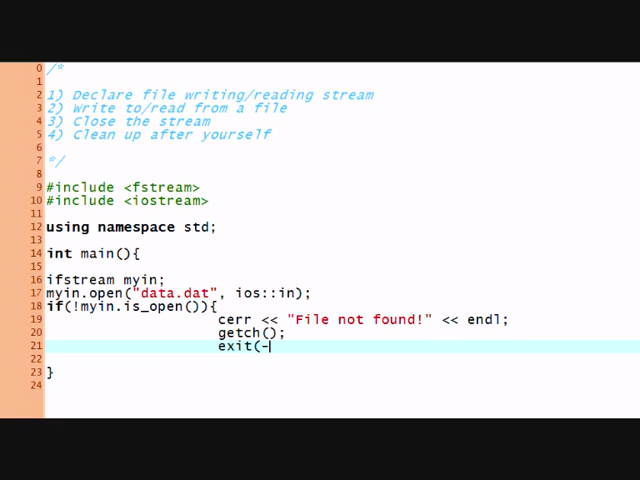 0 /*
1
2 1) Declare file writing/reading stream
3 2) Write to/read from a file
4 3) Close the stream
5 4) Clean up after yourself
6
7 */
8
9 #include <fstream>
10 #include <iostream>
11
12 using namespace std;
13
14 int main(){
15
16 ifstream myin;
17 myin.open("data.dat", ios::in);
18 if(!myin.is_open()){
19 cerr << "File not found!" << endl;
20 getch();
21 exit(-
22
23 }
24